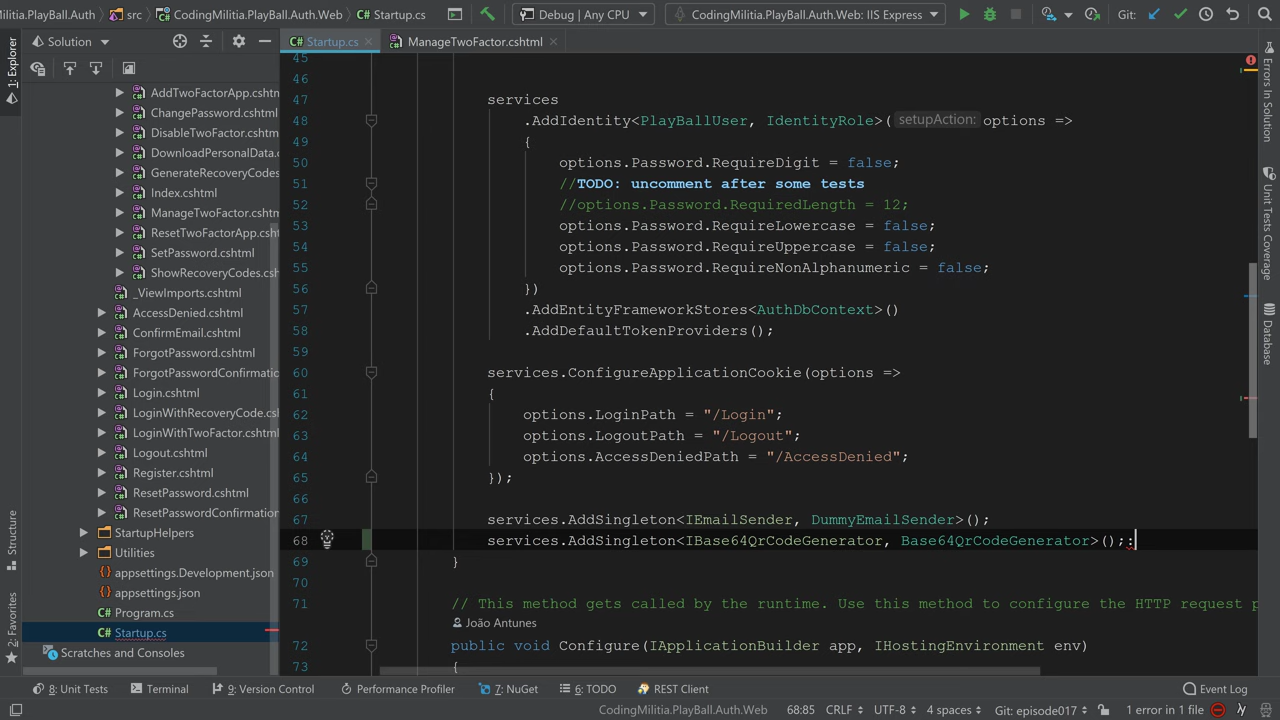 ilitia.PlayBall.Auth
src
CodingMilitia.PlayBall.Auth.Web
Startup.cs
Debug | Any CPU
CodingMilitia.PlayBall.Auth.Web: IIS Express
Git:
Solution
Startup.cs
ManageTwoFactor.cshtml
1: Explorer
Structure
2: Favorites
AddTwoFactorApp.cshtm
ChangePassword.cshtml
DisableTwoFactor.cshtml
DownloadPersonalData.c
GenerateRecoveryCodes
Index.cshtml
ManageTwoFactor.cshtm
ResetTwoFactorApp.csht
SetPassword.cshtml
ShowRecoveryCodes.csh
_ViewImports.cshtml
AccessDenied.cshtml
ConfirmEmail.cshtml
ForgotPassword.cshtml
ForgotPasswordConfirmatio
Login.cshtml
LoginWithRecoveryCode.cs
LoginWithTwoFactor.cshtml
Logout.cshtml
Register.cshtml
ResetPassword.cshtml
ResetPasswordConfirmation
StartupHelpers
Utilities
appsettings.Development.json
appsettings.json
Program.cs
Startup.cs
Scratches and Consoles
45
46
47 services
48 .AddIdentity<PlayBallUser, IdentityRole>( setupAction: options =>
49 {
50 options.Password.RequireDigit = false;
51 //TODO: uncomment after some tests
52 //options.Password.RequiredLength = 12;
53 options.Password.RequireLowercase = false;
54 options.Password.RequireUppercase = false;
55 options.Password.RequireNonAlphanumeric = false;
56 })
57 .AddEntityFrameworkStores<AuthDbContext>()
58 .AddDefaultTokenProviders();
59
60 services.ConfigureApplicationCookie(options =>
61 {
62 options.LoginPath = "/Login";
63 options.LogoutPath = "/Logout";
64 options.AccessDeniedPath = "/AccessDenied";
65 });
66
67 services.AddSingleton<IEmailSender, DummyEmailSender>();
68 services.AddSingleton<IBase64QrCodeGenerator, Base64QrCodeGenerator>();:
69 }
70
71 // This method gets called by the runtime. Use this method to configure the HTTP request p
João Antunes
72 public void Configure(IApplicationBuilder app, IHostingEnvironment env)
73 {
Errors In Solution
Unit Tests Coverage
Database
8: Unit Tests
Terminal
9: Version Control
Performance Profiler
7: NuGet
6: TODO
REST Client
Event Log
CodingMilitia.PlayBall.Auth.Web
68:85
CRLF
UTF-8
4 spaces
Git: episode017
1 error in 1 file